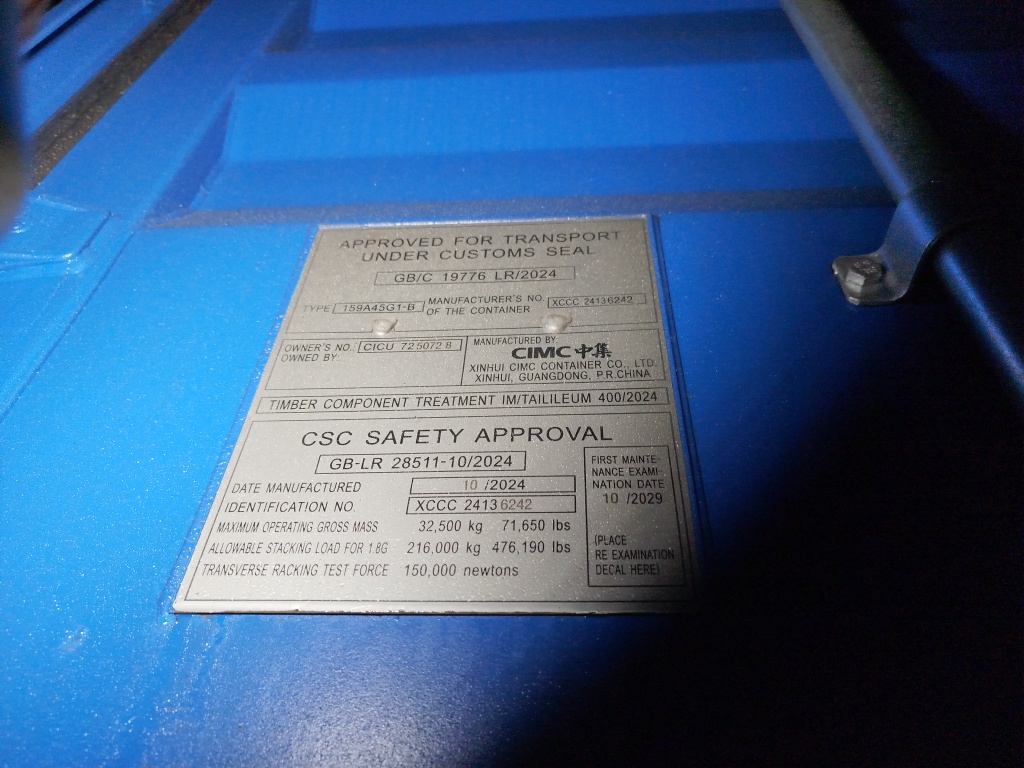 APPROVED FOR TRANSPORT
UNDER CUSTOMS SEAL
GB/C 19776 LR/2024
TYPE 159A45G1-B MANUFACTURER'S NO. OF THE CONTAINER XCCC 24136242
OWNER'S NO.: CICU 725072 8
OWNED BY:
MANUFACTURED BY:
CIMC 中集
XINHUI CIMC CONTAINER CO., LTD.
XINHUI, GUANGDONG, P.R.CHINA
TIMBER COMPONENT TREATMENT IM/TAILILEUM 400/2024
CSC SAFETY APPROVAL
GB-LR 28511-10/2024
DATE MANUFACTURED 10 /2024
IDENTIFICATION NO. XCCC 24136242
MAXIMUM OPERATING GROSS MASS 32,500 kg 71,650 lbs
ALLOWABLE STACKING LOAD FOR 1.8G 216,000 kg 476,190 lbs
TRANSVERSE RACKING TEST FORCE 150,000 newtons
FIRST MAINTE-
NANCE EXAMI-
NATION DATE
10 /2029
(PLACE
RE EXAMINATION
DECAL HERE)